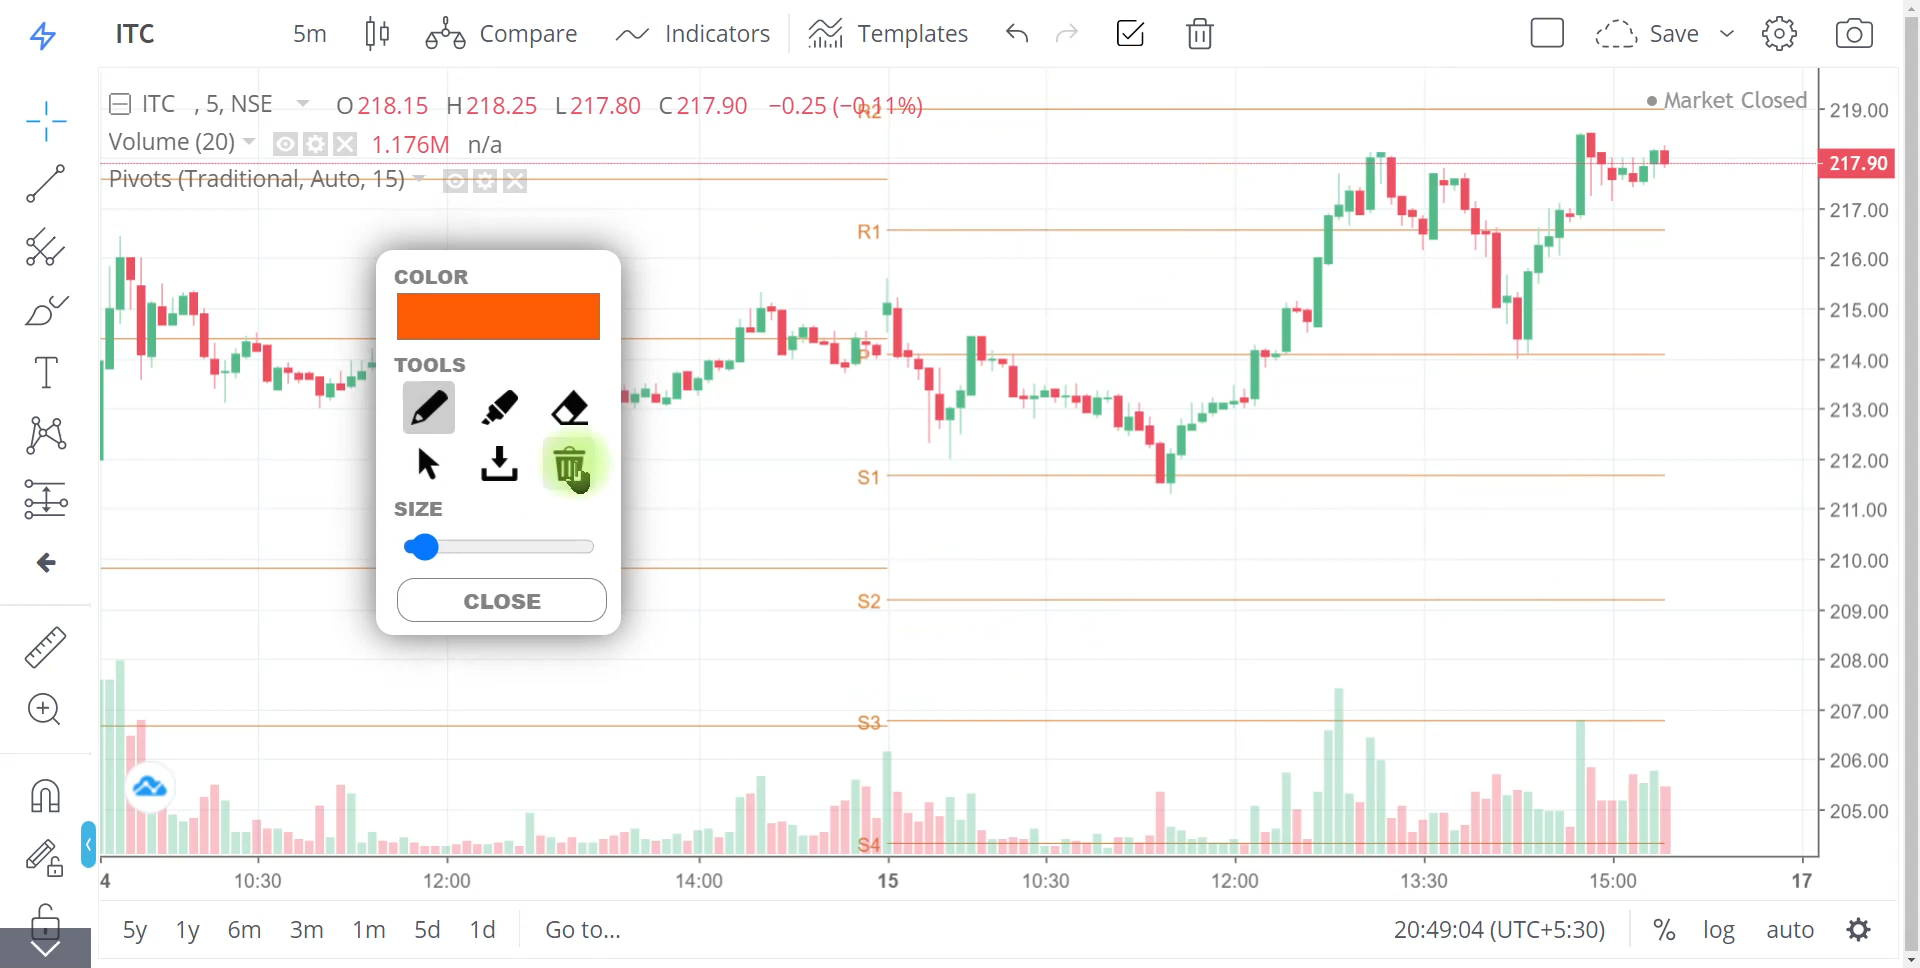 ITC 5m Compare Indicators Templates Save
ITC , 5, NSE O218.15 H218.25 L217.80 C217.90 −0.25 (−0.11%)
R2
Market Closed
219.00
Volume (20) 1.176M n/a
217.90
Pivots (Traditional, Auto, 15)
217.00
R1
216.00
COLOR
215.00
P
214.00
TOOLS
213.00
212.00
S1
211.00
SIZE
210.00
S2
CLOSE
209.00
208.00
207.00
S3
206.00
205.00
S4
4 10:30 12:00 14:00 15 10:30 12:00 13:30 15:00 17
5y 1y 6m 3m 1m 5d 1d Go to... 20:49:04 (UTC+5:30) % log auto